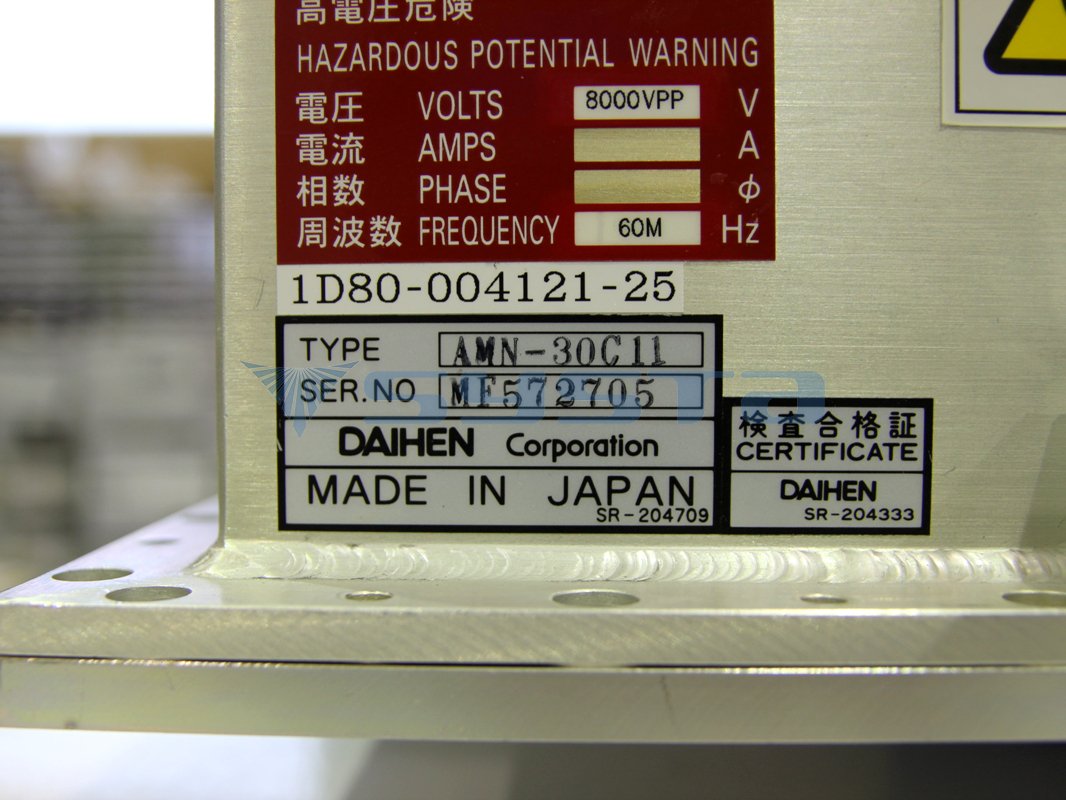 高電圧危険
HAZARDOUS POTENTIAL WARNING
電圧 VOLTS 8000VPP V
電流 AMPS A
相数 PHASE φ
周波数 FREQUENCY 60M Hz
1D80-004121-25
TYPE AMN-30C11
SER.NO MF572705
DAIHEN Corporation
MADE IN JAPAN
SR-204709
検査合格証
CERTIFICATE
DAIHEN
SR-204333